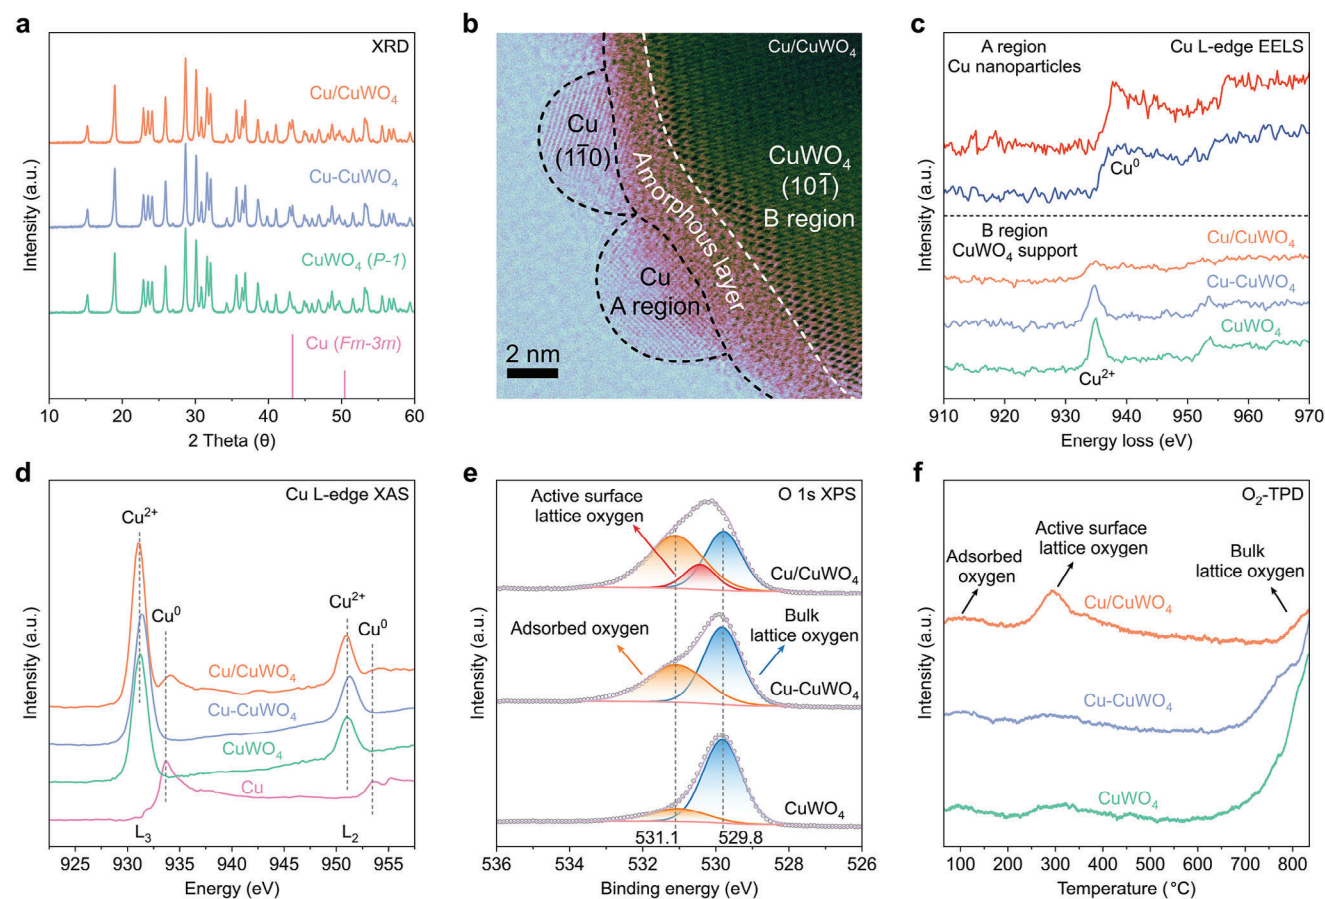 a
XRD
Cu/CuWO4
Cu-CuWO4
CuWO4 (P-1)
Cu (Fm-3m)
Intensity (a.u.)
10 20 30 40 50 60
2 Theta (θ)
b
Cu/CuWO4
Cu
(11̅0)
CuWO4
(101̅)
B region
Amorphous layer
Cu
A region
2 nm
c
A region
Cu nanoparticles
Cu L-edge EELS
Cu0
B region
CuWO4 support
Cu/CuWO4
Cu-CuWO4
CuWO4
Cu2+
Intensity (a.u.)
910 920 930 940 950 960 970
Energy loss (eV)
d
Cu L-edge XAS
Cu2+
Cu0
Cu2+
Cu0
Cu/CuWO4
Cu-CuWO4
CuWO4
Cu
L3
L2
Intensity (a.u.)
925 930 935 940 945 950 955
Energy (eV)
e
O 1s XPS
Active surface
lattice oxygen
Cu/CuWO4
Adsorbed oxygen
Bulk
lattice oxygen
Cu-CuWO4
CuWO4
531.1
529.8
Intensity (a.u.)
536 534 532 530 528 526
Binding energy (eV)
f
O2-TPD
Adsorbed
oxygen
Active surface
lattice oxygen
Bulk
lattice oxygen
Cu/CuWO4
Cu-CuWO4
CuWO4
Intensity (a.u.)
100 200 300 400 500 600 700 800
Temperature (°C)